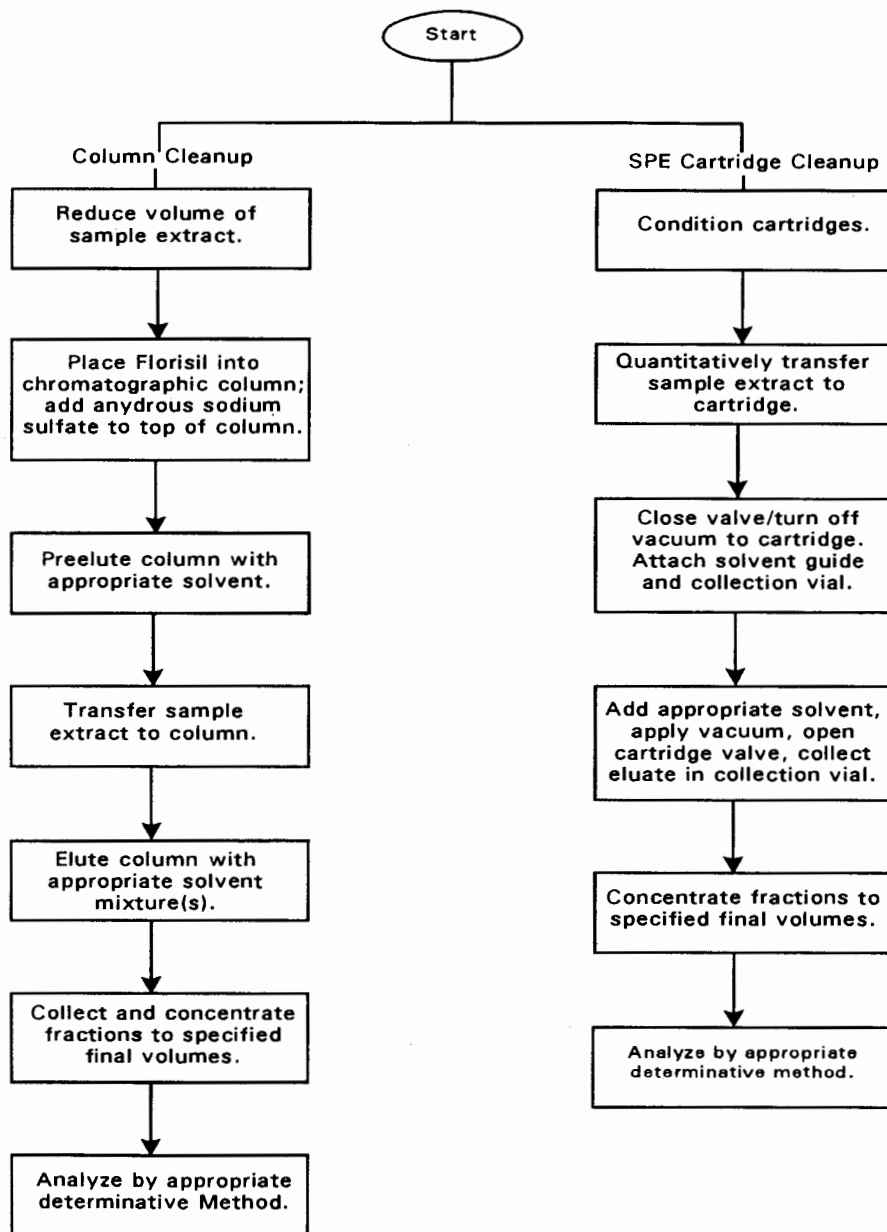 Start
Column Cleanup
Reduce volume of
sample extract.
Place Florisil into
chromatographic column;
add anydrous sodium
sulfate to top of column.
Preelute column with
appropriate solvent.
Transfer sample
extract to column.
Elute column with
appropriate solvent
mixture(s).
Collect and concentrate
fractions to specified
final volumes.
Analyze by appropriate
determinative Method.
SPE Cartridge Cleanup
Condition cartridges.
Quantitatively transfer
sample extract to
cartridge.
Close valve/turn off
vacuum to cartridge.
Attach solvent guide
and collection vial.
Add appropriate solvent,
apply vacuum, open
cartridge valve, collect
eluate in collection vial.
Concentrate fractions to
specified final volumes.
Analyze by appropriate
determinative method.